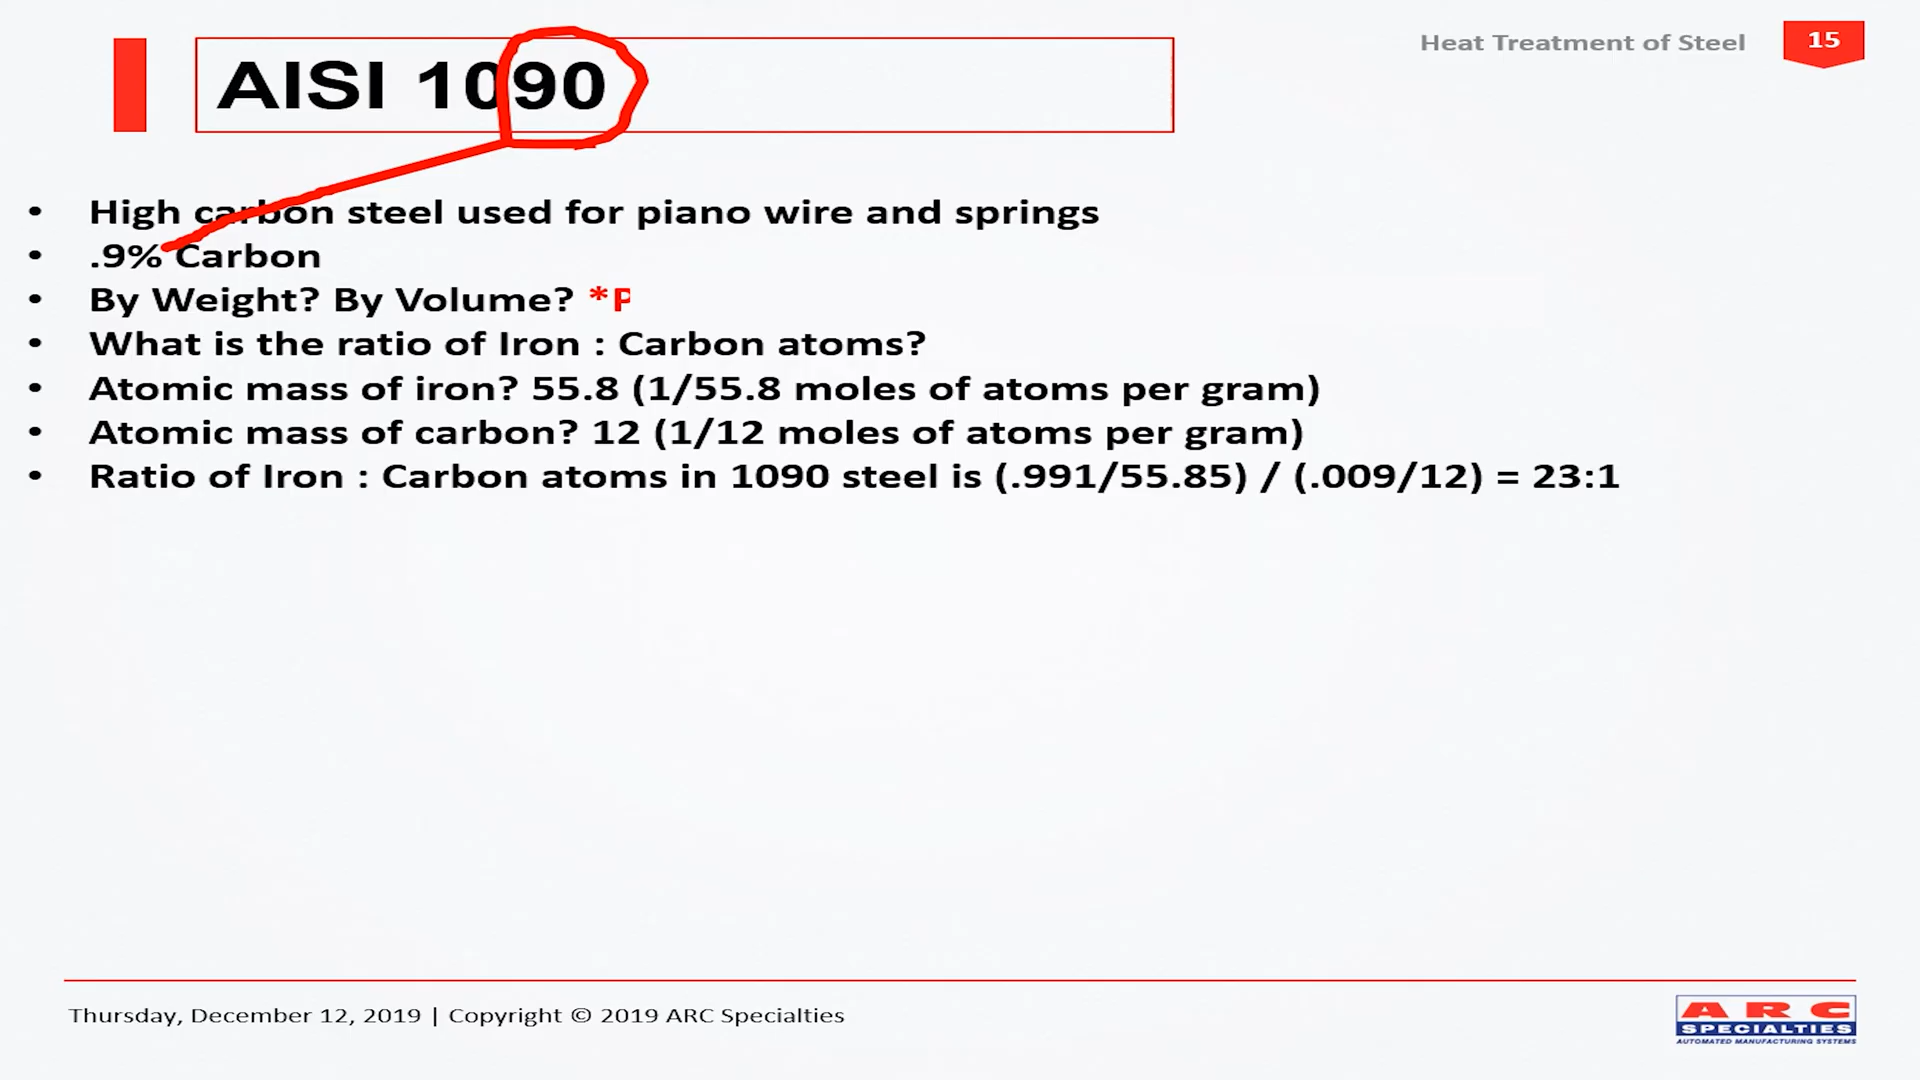 Heat Treatment of Steel 15
AISI 1090
• High carbon steel used for piano wire and springs
• .9% Carbon
• By Weight? By Volume? *P
• What is the ratio of Iron : Carbon atoms?
• Atomic mass of iron? 55.8 (1/55.8 moles of atoms per gram)
• Atomic mass of carbon? 12 (1/12 moles of atoms per gram)
• Ratio of Iron : Carbon atoms in 1090 steel is (.991/55.85) / (.009/12) = 23:1
Thursday, December 12, 2019 | Copyright © 2019 ARC Specialties
ARC
SPECIALTIES
AUTOMATED MANUFACTURING SYSTEMS